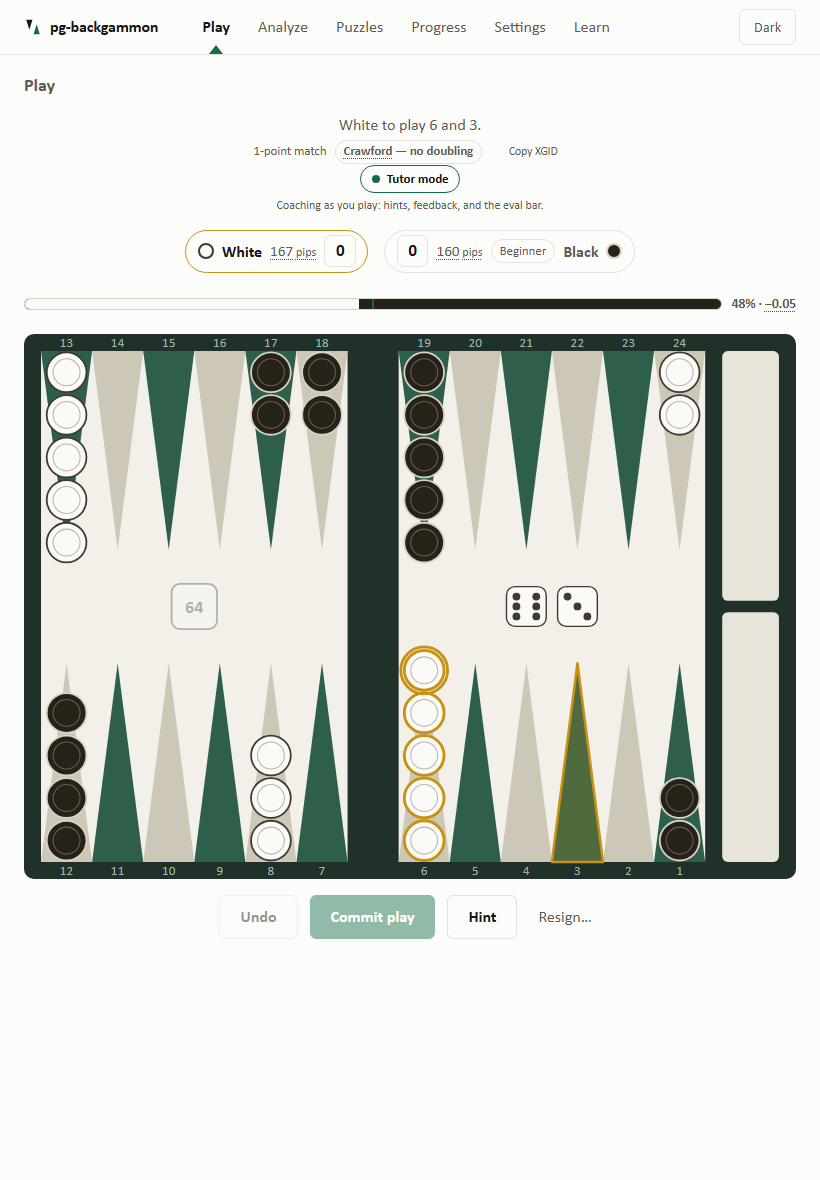 pg-backgammon Play Analyze Puzzles Progress Settings Learn Dark
Play
White to play 6 and 3.
1-point match Crawford — no doubling Copy XGID
Tutor mode
Coaching as you play: hints, feedback, and the eval bar.
White 167 pips 0 0 160 pips Beginner Black
48% · −0.05
13 14 15 16 17 18 19 20 21 22 23 24
64
12 11 10 9 8 7 6 5 4 3 2 1
Undo Commit play Hint Resign...